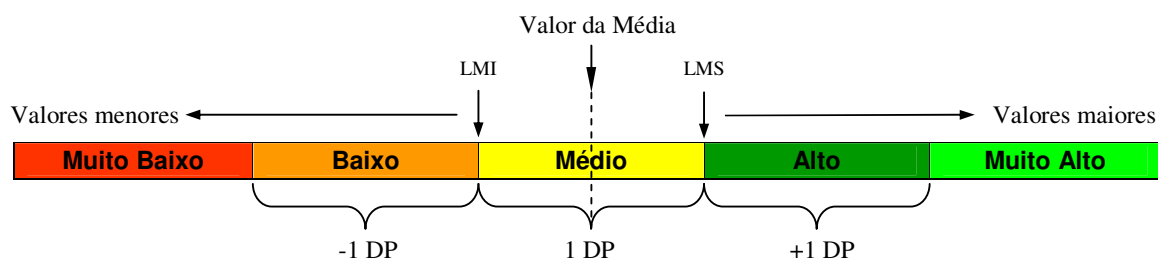 Valor da Média
LMI
LMS
Valores menores
Valores maiores
Muito Baixo
Baixo
Médio
Alto
Muito Alto
-1 DP
1 DP
+1 DP